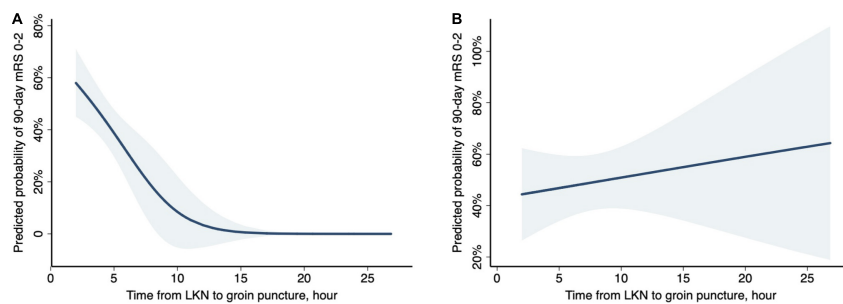 A
Predicted probability of 90-day mRS 0-2
80%
60%
40%
20%
0
0 5 10 15 20 25
Time from LKN to groin puncture, hour
B
Predicted probability of 90-day mRS 0-2
100%
80%
60%
40%
20%
0 5 10 15 20 25
Time from LKN to groin puncture, hour